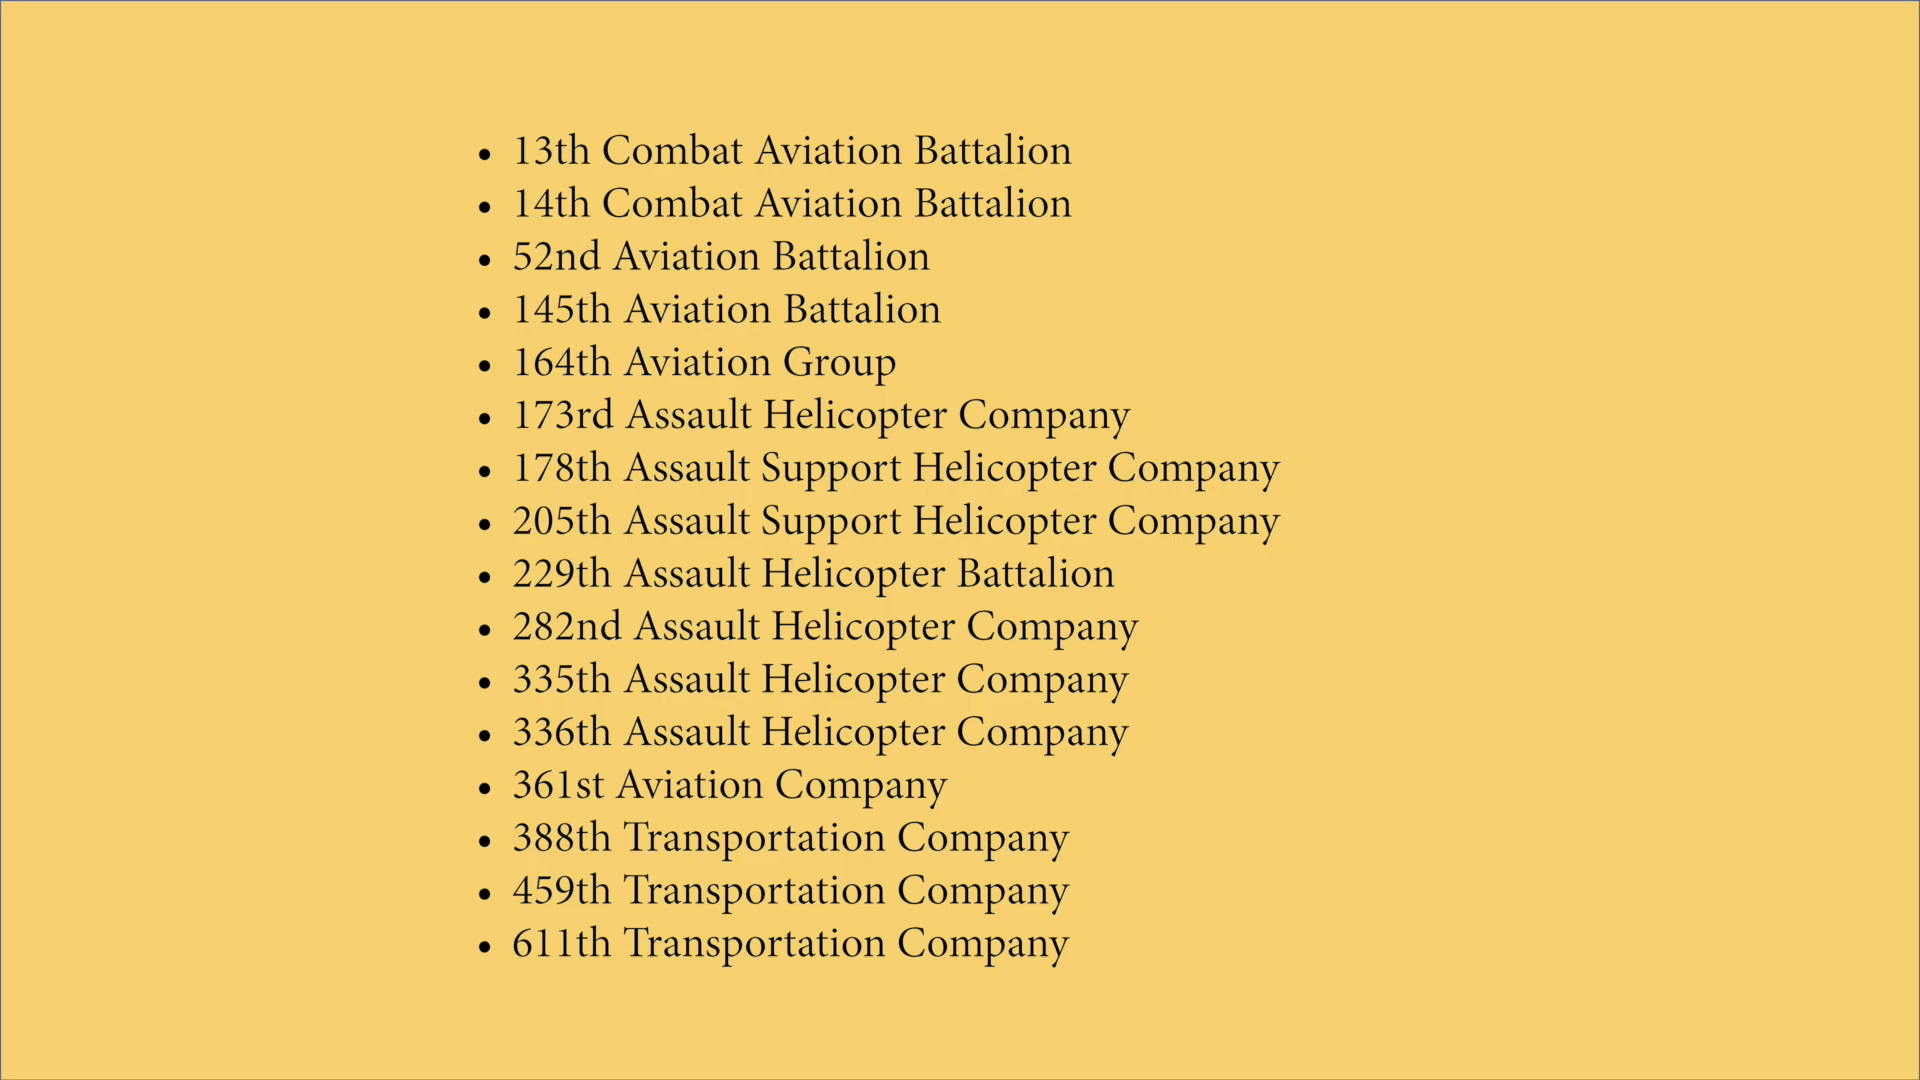 • 13th Combat Aviation Battalion
• 14th Combat Aviation Battalion
• 52nd Aviation Battalion
• 145th Aviation Battalion
• 164th Aviation Group
• 173rd Assault Helicopter Company
• 178th Assault Support Helicopter Company
• 205th Assault Support Helicopter Company
• 229th Assault Helicopter Battalion
• 282nd Assault Helicopter Company
• 335th Assault Helicopter Company
• 336th Assault Helicopter Company
• 361st Aviation Company
• 388th Transportation Company
• 459th Transportation Company
• 611th Transportation Company